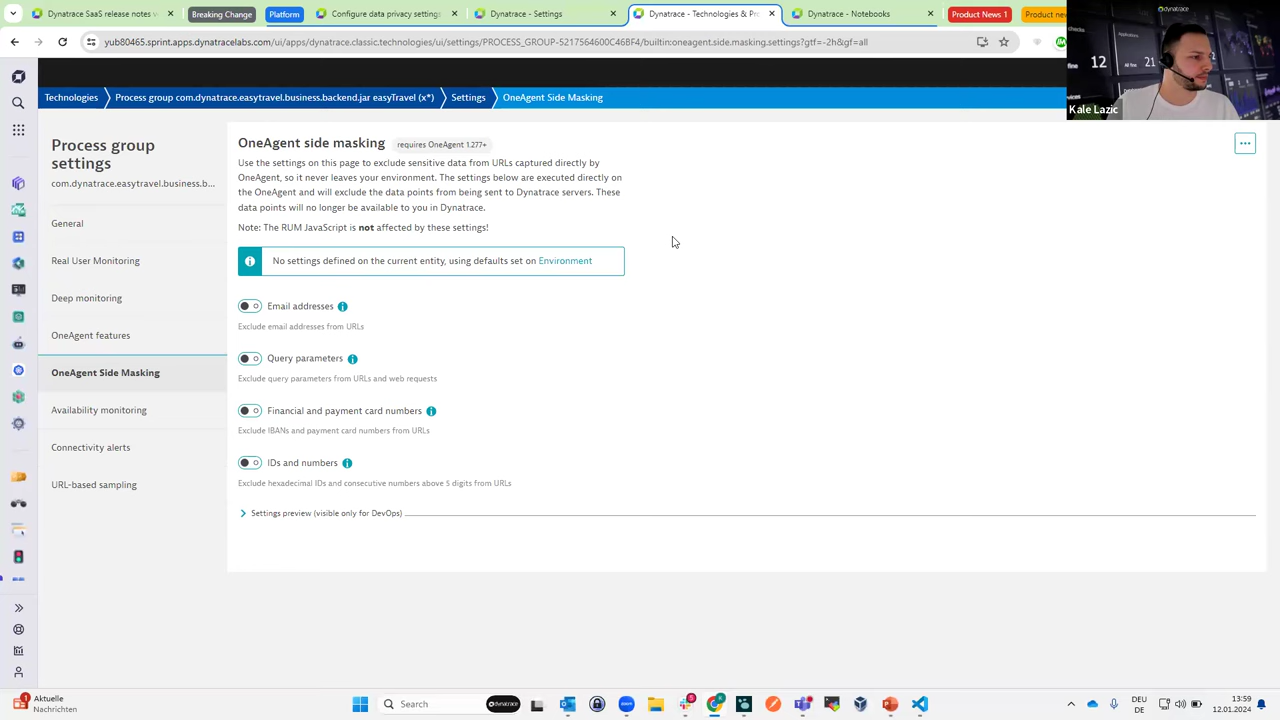 Dynatrace SaaS release notes v
Breaking Change
Platform
Configure data privacy settings
Dynatrace - Settings
Dynatrace - Technologies & Pro
Dynatrace - Notebooks
Product News 1
Product new
yub80465.sprint.apps.dynatracelabs.com/ui/apps/dynatrace.classic.technologies/ui/settings/PROCESS_GROUP-5217564600C46BF4/builtin:oneagent.side.masking.settings?gtf=-2h&gf=all
dynatrace
Applications
12
21
All fine
Kale Lazic
Technologies
Process group com.dynatrace.easytravel.business.backend.jar easyTravel (x*)
Settings
OneAgent Side Masking
Process group
settings
com.dynatrace.easytravel.business.b...
General
Real User Monitoring
Deep monitoring
OneAgent features
OneAgent Side Masking
Availability monitoring
Connectivity alerts
URL-based sampling
OneAgent side masking
requires OneAgent 1.277+
Use the settings on this page to exclude sensitive data from URLs captured directly by
OneAgent, so it never leaves your environment. The settings below are executed directly on
the OneAgent and will exclude the data points from being sent to Dynatrace servers. These
data points will no longer be available to you in Dynatrace.
Note: The RUM JavaScript is not affected by these settings!
No settings defined on the current entity, using defaults set on Environment
Email addresses
Exclude email addresses from URLs
Query parameters
Exclude query parameters from URLs and web requests
Financial and payment card numbers
Exclude IBANs and payment card numbers from URLs
IDs and numbers
Exclude hexadecimal IDs and consecutive numbers above 5 digits from URLs
Settings preview (visible only for DevOps)
1
Aktuelle
Nachrichten
Search
dynatrace
5
DEU
DE
13:59
12.01.2024